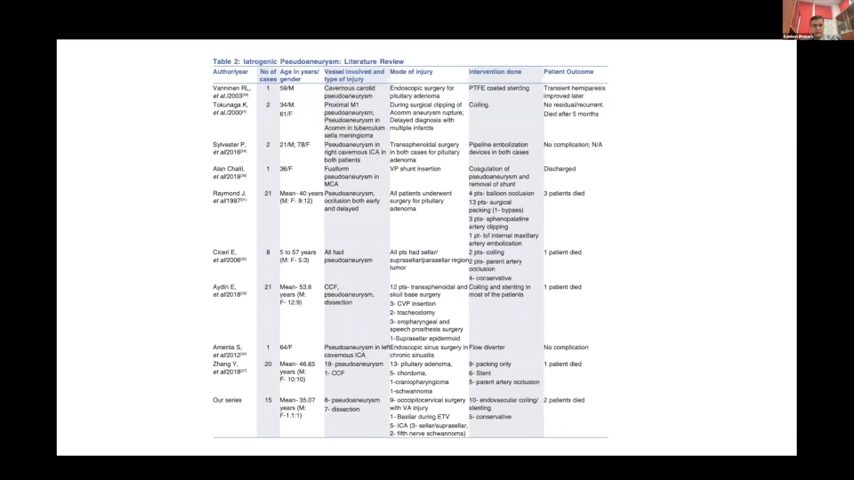 Table 2: Iatrogenic Pseudoaneurysm: Literature Review
Author/year No of cases Age in years/ gender Vessel involved and type of injury Mode of injury Intervention done Patient Outcome
Vanninen RL, et al./2003 1 59/M Cavernous carotid pseudoaneurysm Endoscopic surgery for pituitary adenoma PTFE coated stenting Transient hemiparesis improved later
Tokunaga K, et al./2000 2 34/M. 61/F Proximal M1 pseudoaneurysm; Pseudoaneurysm in Acomm in tuberculum sella meningioma During surgical clipping of Acomm aneurysm rupture; Delayed diagnosis with multiple infarcts Coiling. No residual/recurrent. Died after 5 months
Sylvester P, et al/2016 2 21/M; 78/F Pseudoaneurysm in right cavernous ICA in both patients Transsphenoidal surgery in both cases for pituitary adenoma Pipeline embolization devices in both cases No complication; N/A
Alan Chalil, et al/2019 1 36/F Fusiform pseudoaneurysm in MCA VP shunt insertion Coagulation of pseudoaneurysm and removal of shunt Discharged
Raymond J, et al/1997 21 Mean- 40 years (M: F- 9:12) Pseudoaneurysm, occlusion both early and delayed All patients underwent surgery for pituitary adenoma 4 pts- balloon occlusion 13 pts- surgical packing (1- bypass) 3 pts- sphenopalatine artery clipping 1 pt- b/l internal maxillary artery embolization 3 patients died
Ciceri E, et al/2006 8 5 to 57 years (M: F- 5:3) All had pseudoaneurysm All pts had sellar/ suprasellar/parasellar region tumor 2 pts- coiling 2 pts- parent artery occlusion 4- conservative 1 patient died
Aydin E, et al/2018 21 Mean- 53.6 years (M: F- 12:9) CCF, pseudoaneurysm, dissection 12 pts- transsphenoidal and skull base surgery 3- CVP insertion 2- tracheostomy 3- oropharyngeal and speech prosthesis surgery 1-Suprasellar epidermoid Coiling and stenting in most of the patients 1 patient died
Amenta S, et al/2012 1 64/F Pseudoaneurysm in left cavernous ICA Endoscopic sinus surgery in chronic sinusitis Flow diverter No complication
Zhang Y, et al/2018 20 Mean- 46.65 years (M: F- 10:10) 19- pseudoaneurysm 1- CCF 13- pituitary adenoma, 5- chordoma, 1-craniopharyngioma 1-schwannoma 9- packing only 6- Stent 5- parent artery occlusion 1 patient died
Our series 15 Mean- 35.07 years (M: F-1.1:1) 8- pseudoaneurysm 7- dissection 9- occcipitocervical surgery with VA injury 1- Basilar during ETV 5- ICA (3- sellar/suprasellar, 2- fifth nerve schwannoma) 10- endovascular coiling/ stenting 5- conservative 2 patients died